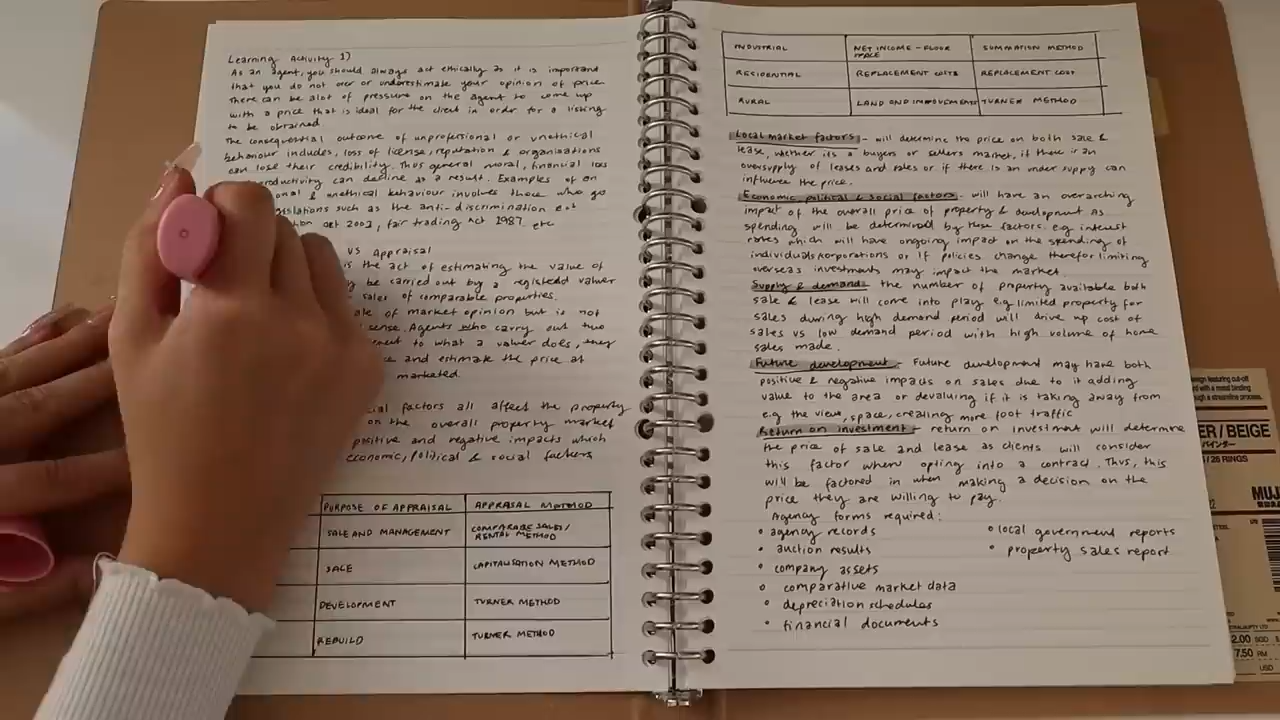 Learning Activity 1)
As an agent, you should always act ethically as it is important
that you do not over or underestimate your opinion of price
There can be alot of pressure on the agent to come up
with a price that is ideal for the client in order for a listing
to be obtained
The consequential outcome of unprofessional or unethical
behaviour includes, loss of license, reputation & organisations
can lose their credibility. Thus general moral, financial loss
productivity can decline as a result. Examples of an
& unethical behaviour involves those who go
such as the anti-discrimination act
act 2002, fair trading Act 1987. etc
VS Appraisal
is the act of estimating the value of
be carried out by a registerd valuer
sales of comparable properties.
of market opinion but is not
Agents who carry out two
to what a valuer does, they
and estimate the price at
marketed.
factors all affect the property
on the overall property market
positive and negative impacts which
economic, political & social factors
PURPOSE OF APPRAISAL APPRASAL METHOD
SALE AND MANAGEMENT COMPARABE SALES/
RENTAL METHOD
SALE CAPITALISATION METHOD
DEVELOPMENT TURNER METHOD
REBUILD TURNER METHOD
INDUSTRIAL NET INCOME - FLOOR SUMMATION METHOD
SPACE
RESIDENTIAL REPLACEMENT COSTS REPLACEMENT COST
RURAL LAND AND IMPROVEMENTS TURNER METHOD
Local market factors - will determine the price on both sale &
lease, whether its a buyers or sellers market, if there is an
oversupply of leases and sales or if there is an under supply can
influence the price.
Economic political & social factors - will have an overarching
impact of the overall price of property & development as
spending will be determined by these factors. e.g interest
rates which will have ongoing impact on the spending of
individuals/corporations or if policies change therefor limiting
overseas investments may impact the market.
Supply & demand - the number of property available both
sale & lease will come into play e.g limited property for
sales during high demand period will drive up cost of
sales vs low demand period with high volume of home
sales made.
Future development - Future development may have both
positive & negative impacts on sales due to it adding
value to the area or devaluing if it is taking away from
e.g the view, space, creating more foot traffic
Return on investment - return on investment will determine
the price of sale and lease as clients will consider
this factor when opting into a contract. Thus, this
will be factored in when making a decision on the
price they are willing to pay.
Agency forms required:
• agency records • local government reports
• auction results • property sales report
• company assets
• comparative market data
• depreciation schedules
• financial documents
ER/BEIGE
/26 RINGS
MUJ
2.00 SGD
7.50 RM
USD